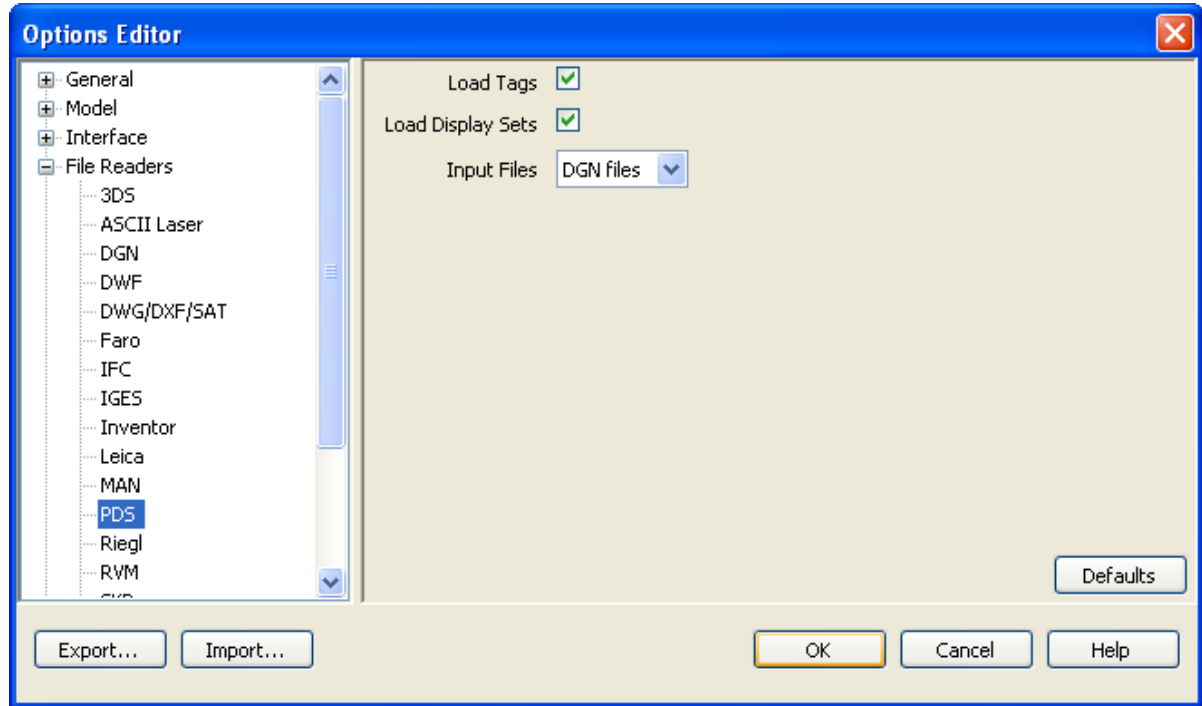 Options Editor
General
Model
Interface
File Readers
3DS
ASCII Laser
DGN
DWF
DWG/DXF/SAT
Faro
IFC
IGES
Inventor
Leica
MAN
PDS
Riegl
RVM
Load Tags
Load Display Sets
Input Files DGN files
Defaults
Export... Import... OK Cancel Help